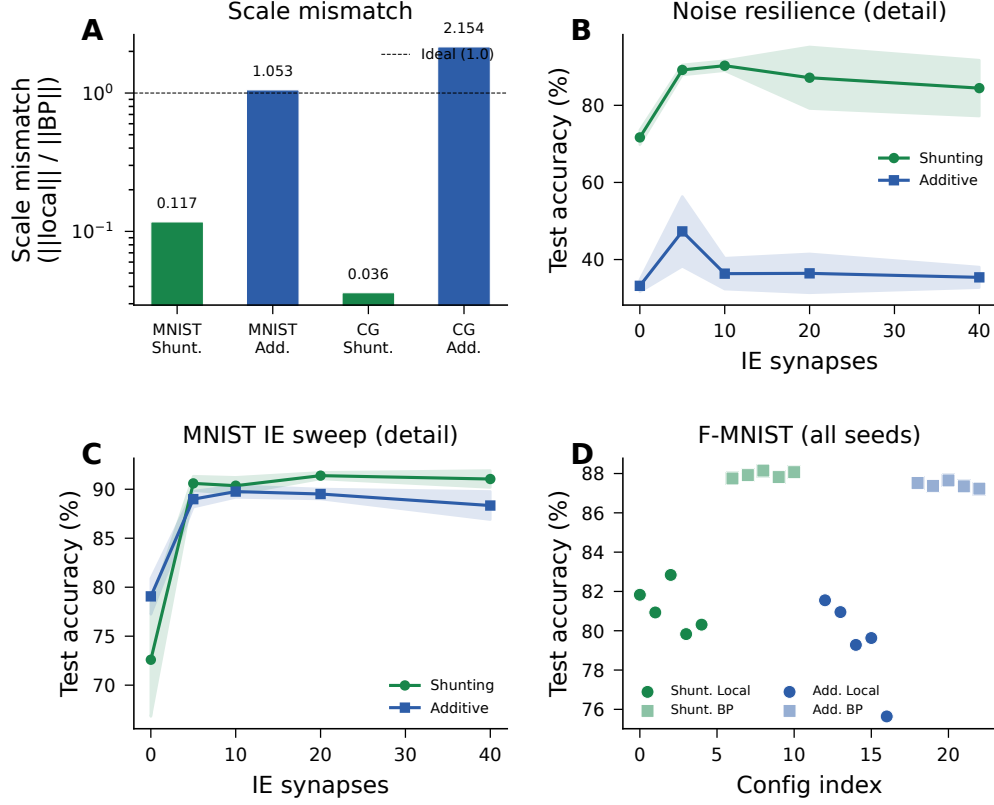 A
Scale mismatch
Scale mismatch
(||local|| / ||BP||)
10⁰
10⁻¹
0.117
1.053
0.036
2.154
Ideal (1.0)
MNIST
Shunt.
MNIST
Add.
CG
Shunt.
CG
Add.
B
Noise resilience (detail)
Test accuracy (%)
80
60
40
Shunting
Additive
0 10 20 30 40
IE synapses
C
MNIST IE sweep (detail)
Test accuracy (%)
90
85
80
75
70
Shunting
Additive
0 10 20 30 40
IE synapses
D
F-MNIST (all seeds)
Test accuracy (%)
88
86
84
82
80
78
76
Shunt. Local
Shunt. BP
Add. Local
Add. BP
0 5 10 15 20
Config index